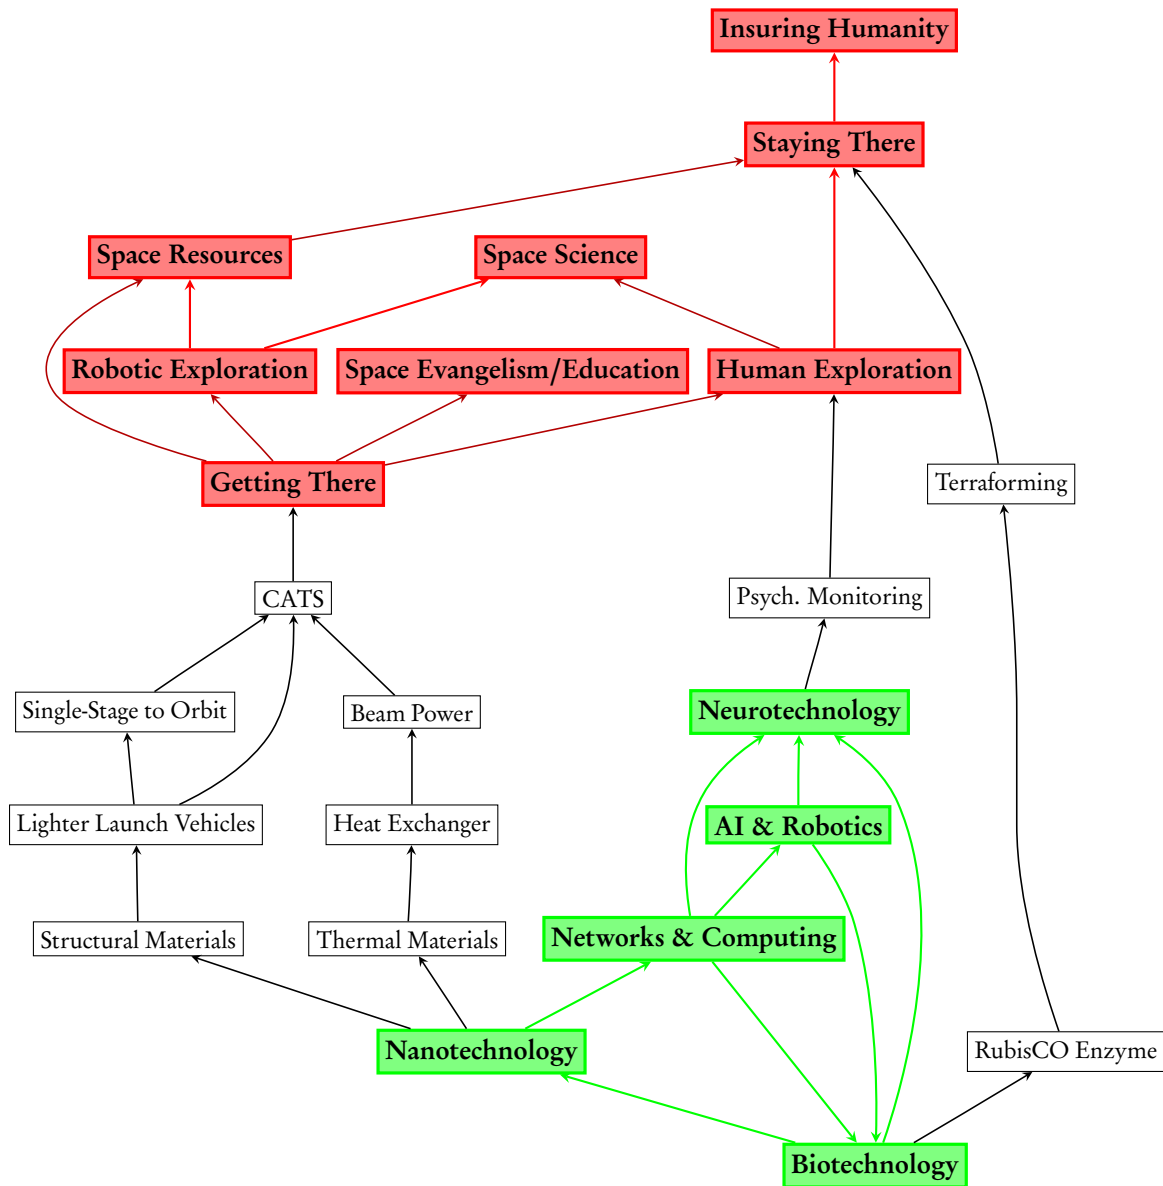 Insuring Humanity
Staying There
Space Resources
Space Science
Robotic Exploration
Space Evangelism/Education
Human Exploration
Getting There
Terraforming
CATS
Psych. Monitoring
Single-Stage to Orbit
Beam Power
Neurotechnology
Lighter Launch Vehicles
Heat Exchanger
AI & Robotics
Structural Materials
Thermal Materials
Networks & Computing
Nanotechnology
RubisCO Enzyme
Biotechnology